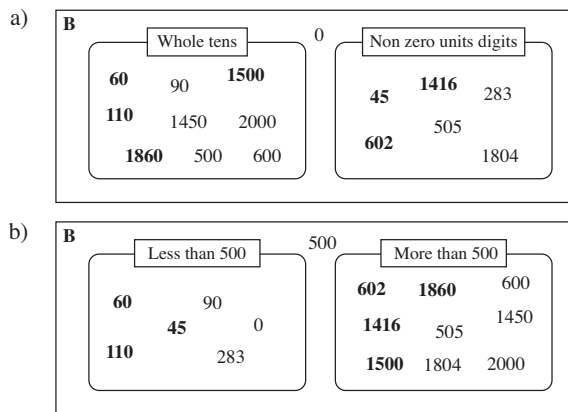 a)
B
Whole tens
0
Non zero units digits
60 90 1500
110 1450 2000
1860 500 600
45 1416 283
602 505
1804
b)
B
Less than 500
500
More than 500
60 90
45 0
110 283
602 1860 600
1416 505 1450
1500 1804 2000